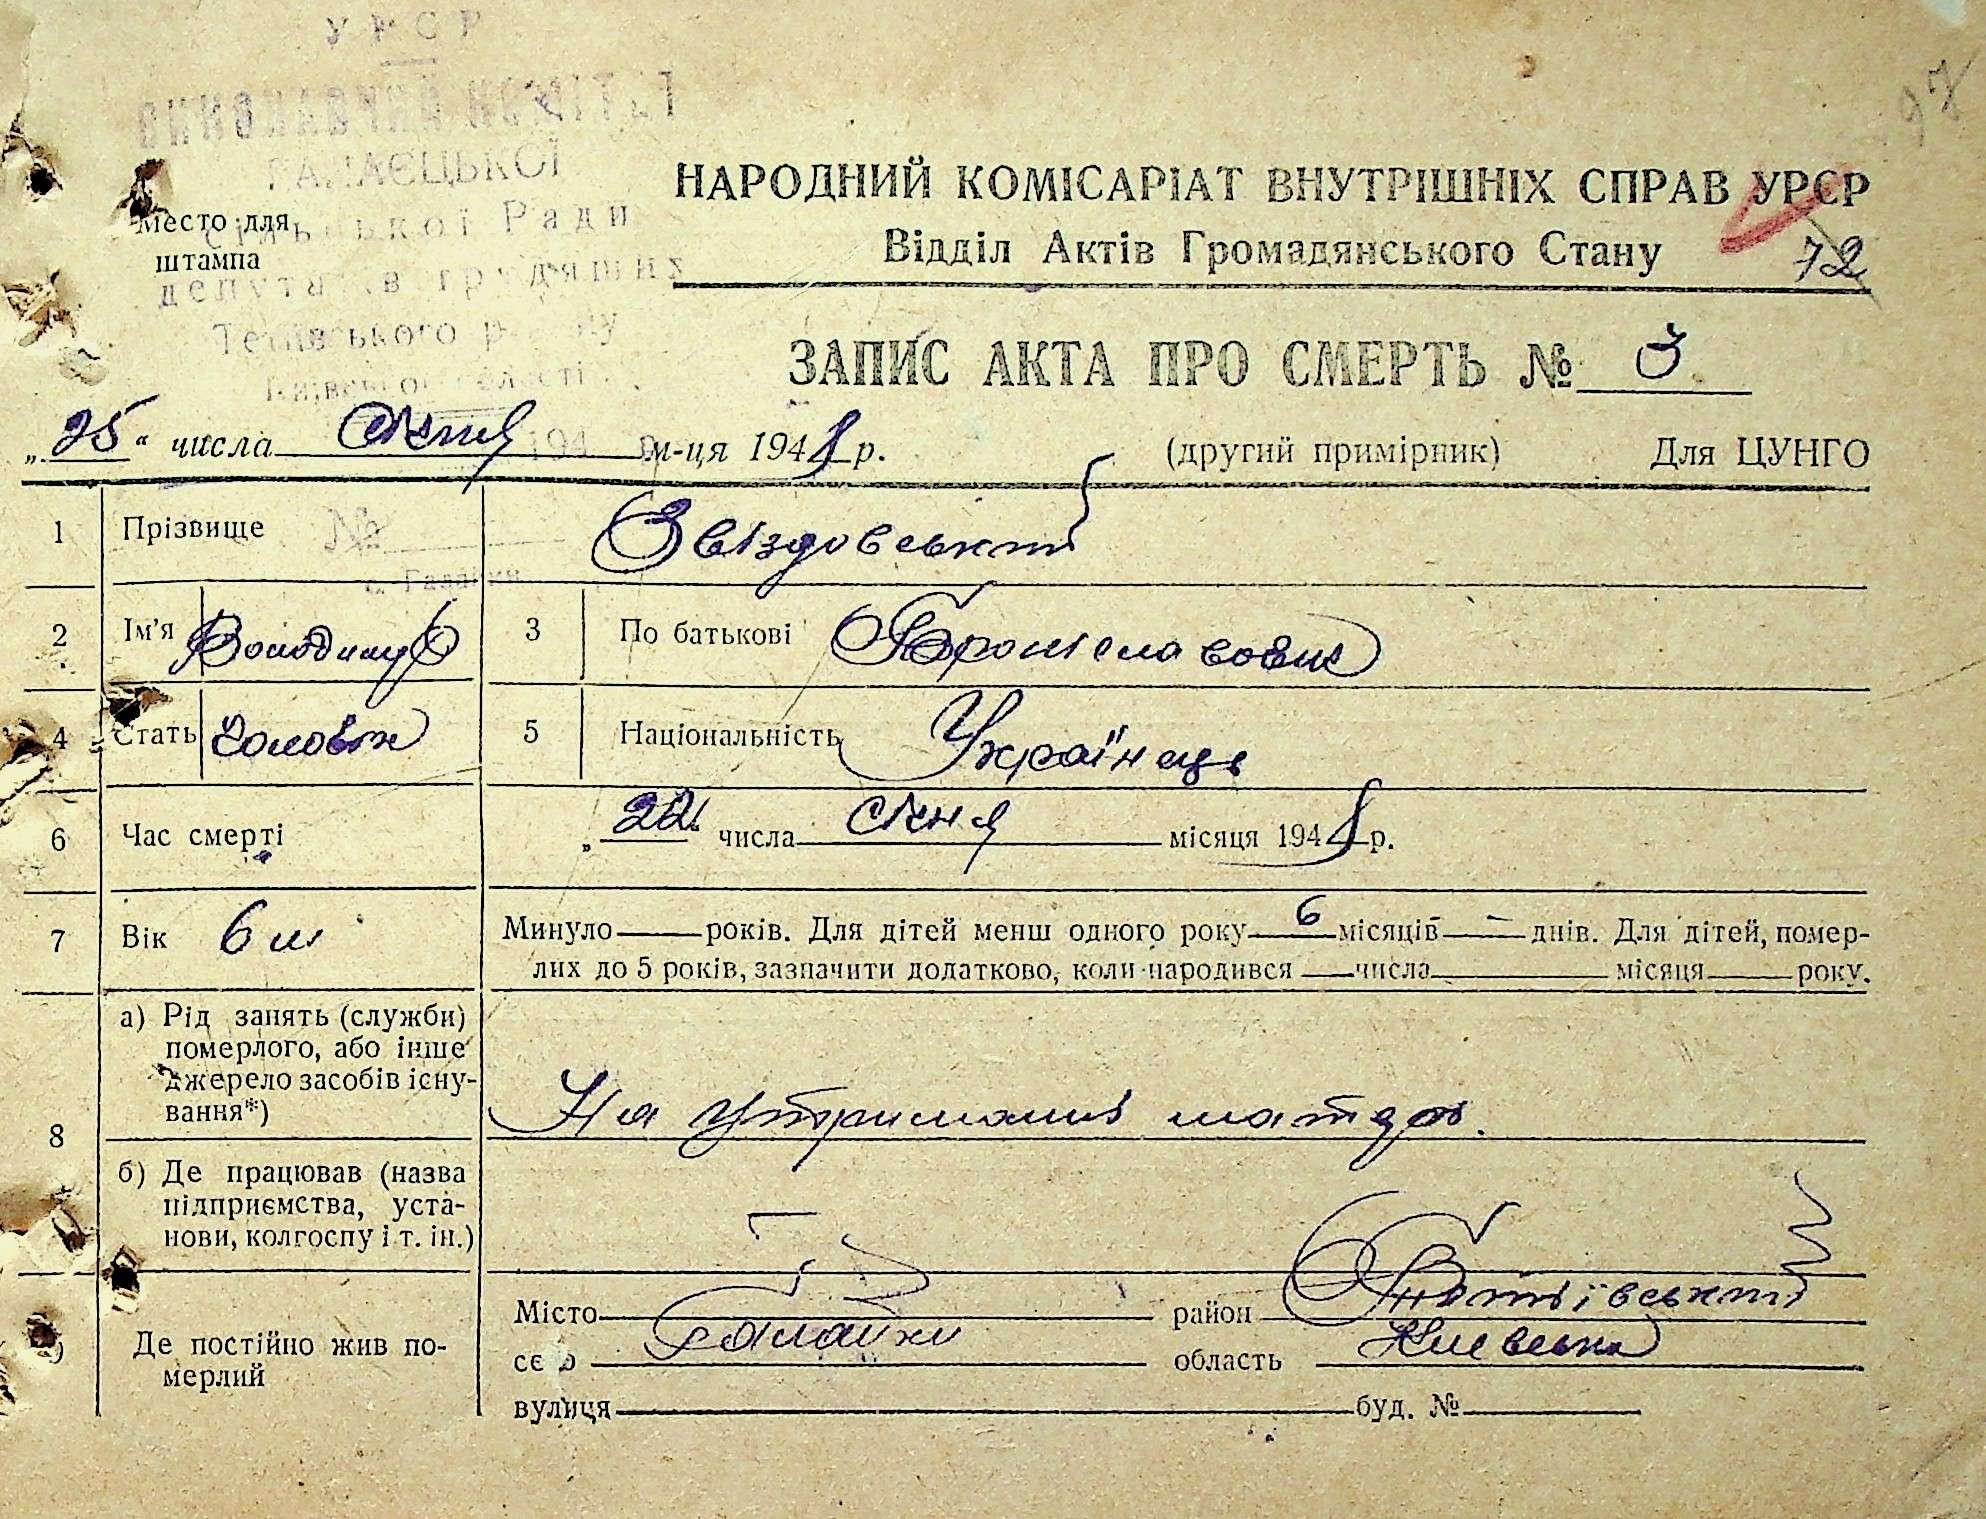 УРСР
ВИКОНАВЧИЙ КОМІТЕТ
ГАЛАЄЦЬКОЇ
Сільської Ради
депутатів трудящих
Тетіївського району
Київської області
97
Место для
штампа
НАРОДНИЙ КОМІСАРІАТ ВНУТРІШНІХ СПРАВ УРСР
Відділ Актів Громадянського Стану 72
ЗАПИС АКТА ПРО СМЕРТЬ № 3
„25“ числа січня м-ця 1948 р. (другий примірник) Для ЦУНГО
194 р.
№
с. Галайки
1 Прізвище Звіздовський
2 Ім'я Володимир 3 По батькові Броніславович
4 Стать чоловік 5 Національність Українець
6 Час смерті „22“ числа січня місяця 1948 р.
7 Вік 6 м Минуло — років. Для дітей менш одного року 6 місяців — днів. Для дітей, помер-
лих до 5 років, зазначити додатково, коли народився — числа місяця року.
8 а) Рід занять (служби)
померлого, або інше
джерело засобів існу-
вання*) На утриманні матері.
б) Де працював (назва
підприємства, уста-
нови, колгоспу і т. ін.) —
9 Де постійно жив по-
мерлий
Місто район Тетіївський
село Галайки область Київська
вулиця буд. №